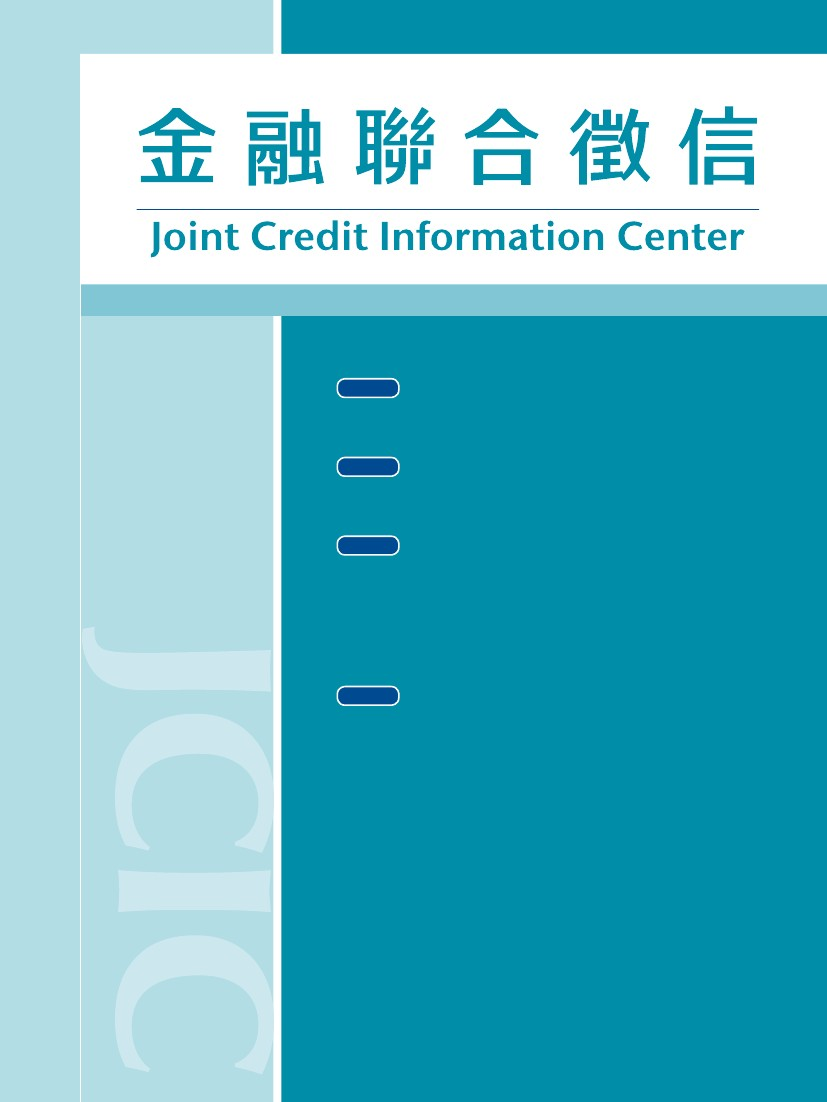 金融聯合徵信
Joint Credit Information Center
JCIC